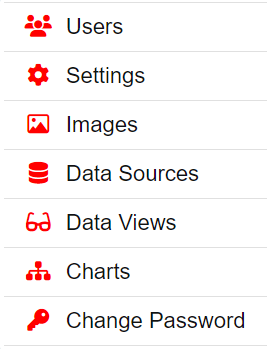 Users
Settings
Images
Data Sources
Data Views
Charts
Change Password